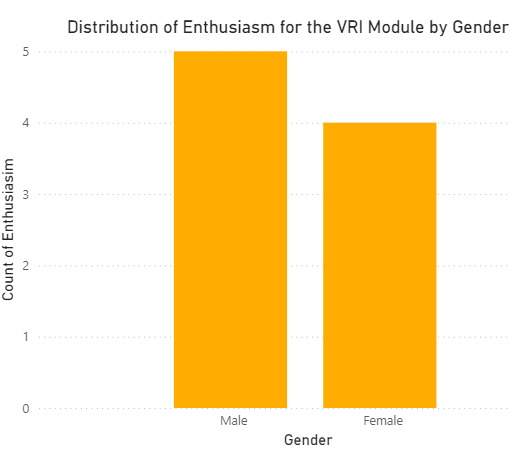 Distribution of Enthusiasm for the VRI Module by Gender
5
4
3
2
1
0
Count of Enthusiasim
Male Female
Gender